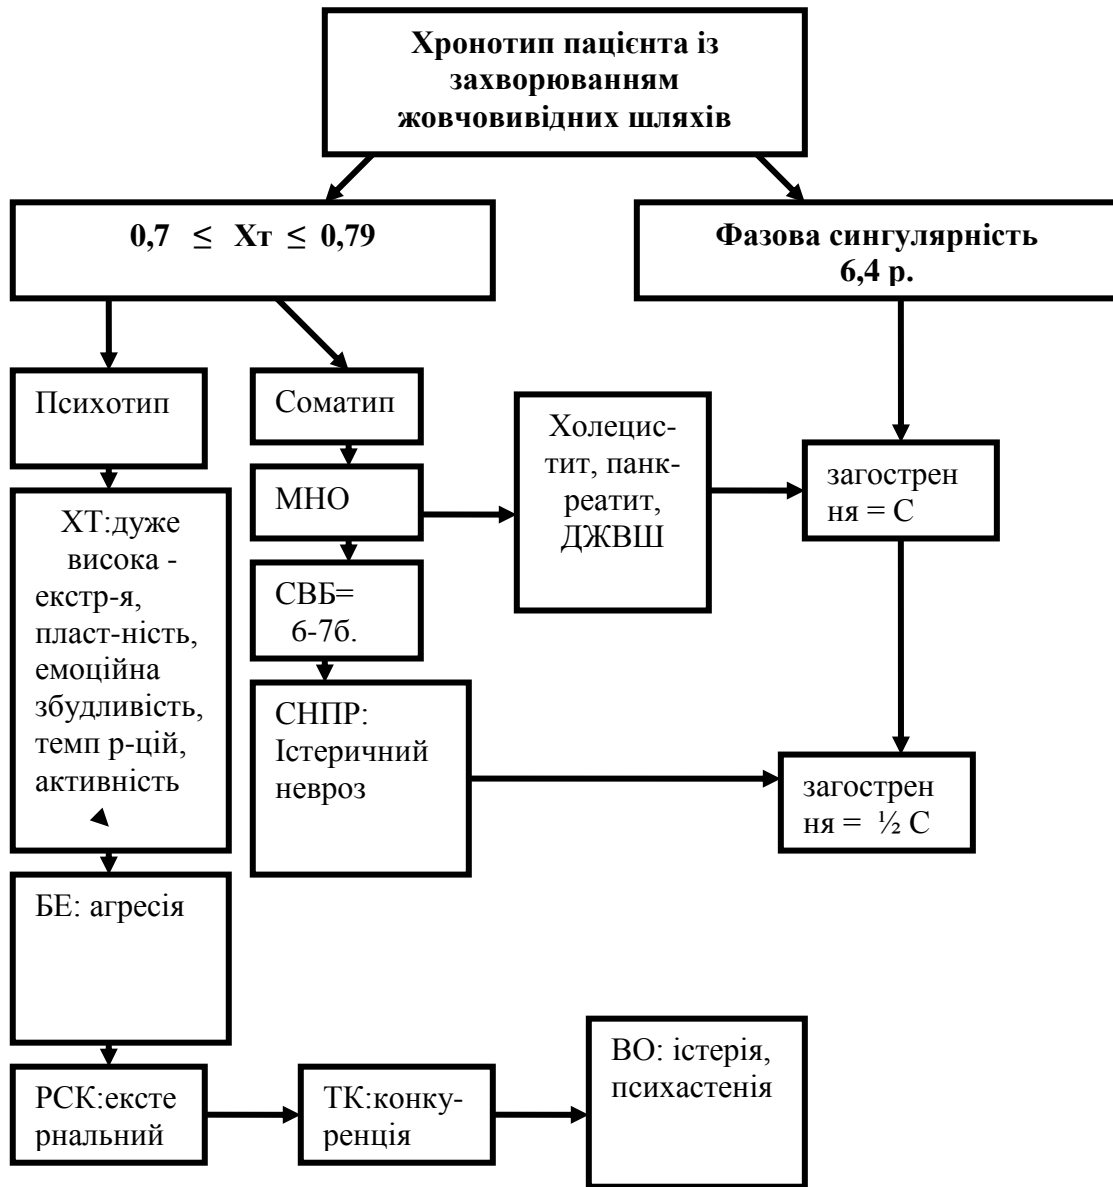 Хронотип пацієнта із
захворюванням
жовчовивідних шляхів
0,7 ≤ Хт ≤ 0,79
Фазова сингулярність
6,4 р.
Психотип
Соматип
Холецис-
тит, панк-
реатит,
ДЖВШ
загострен
ня = С
МНО
ХТ:дуже
висока -
екстр-я,
пласт-ність,
емоційна
збудливість,
темп р-цій,
активність
СВБ=
6-7б.
СНПР:
Істеричний
невроз
загострен
ня = ½ С
БЕ: агресія
РСК:ексте
рнальний
ТК:конку-
ренція
ВО: істерія,
психастенія